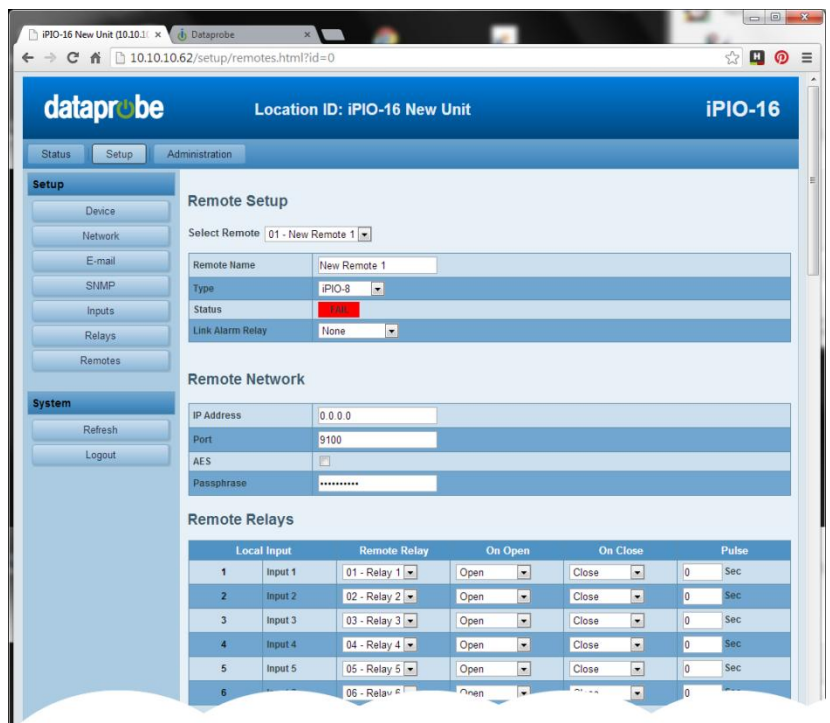 iPIO-16 New Unit (10.10.1
Dataprobe
10.10.10.62/setup/remotes.html?id=0
dataprobe
Location ID: iPIO-16 New Unit
iPIO-16
Status Setup Administration
Setup
Device
Network
E-mail
SNMP
Inputs
Relays
Remotes
System
Refresh
Logout
Remote Setup
Select Remote 01 - New Remote 1
Remote Name New Remote 1
Type iPIO-8
Status FAIL
Link Alarm Relay None
Remote Network
IP Address 0.0.0.0
Port 9100
AES
Passphrase ••••••••••
Remote Relays
Local Input Remote Relay On Open On Close Pulse
1 Input 1 01 - Relay 1 Open Close 0 Sec
2 Input 2 02 - Relay 2 Open Close 0 Sec
3 Input 3 03 - Relay 3 Open Close 0 Sec
4 Input 4 04 - Relay 4 Open Close 0 Sec
5 Input 5 05 - Relay 5 Open Close 0 Sec
6 06 - Relay 6 Open 0